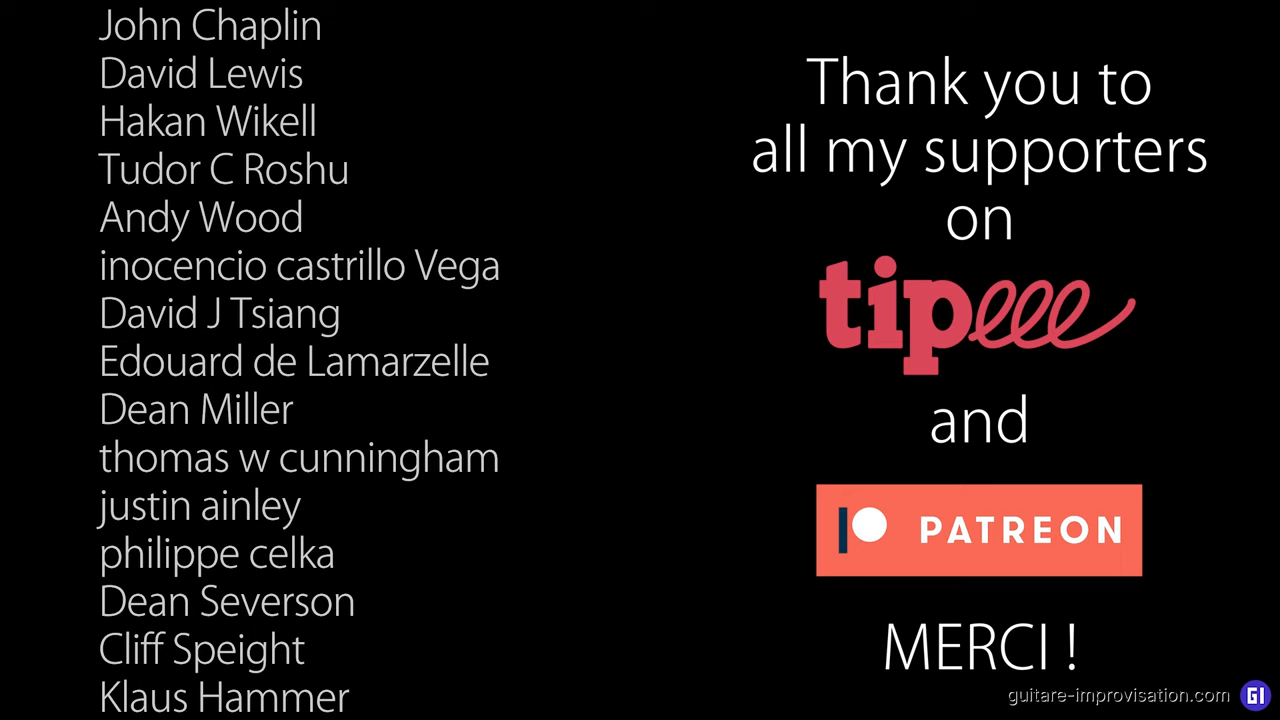 John Chaplin
David Lewis
Hakan Wikell
Tudor C Roshu
Andy Wood
inocencio castrillo Vega
David J Tsiang
Edouard de Lamarzelle
Dean Miller
thomas w cunningham
justin ainley
philippe celka
Dean Severson
Cliff Speight
Klaus Hammer
Thank you to
all my supporters
on
tipeee
and
PATREON
MERCI !
guitare-improvisation.com GI